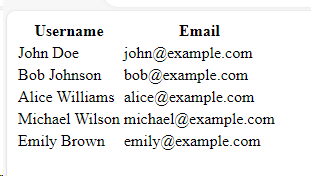 Username Email
John Doe john@example.com
Bob Johnson bob@example.com
Alice Williams alice@example.com
Michael Wilson michael@example.com
Emily Brown emily@example.com